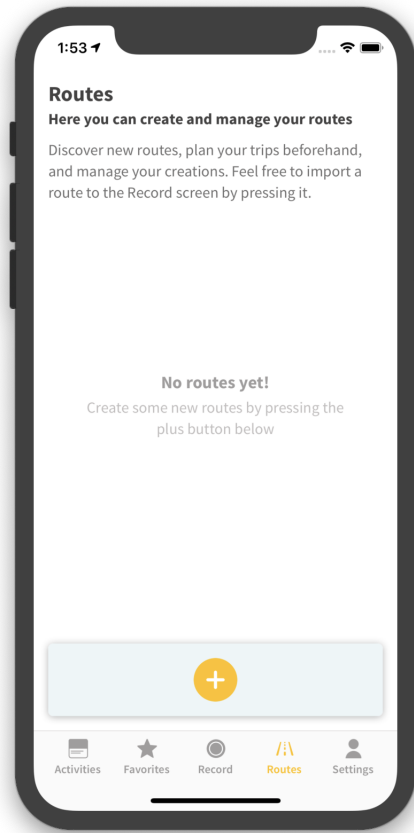 1:53
Routes
Here you can create and manage your routes
Discover new routes, plan your trips beforehand,
and manage your creations. Feel free to import a
route to the Record screen by pressing it.
No routes yet!
Create some new routes by pressing the
plus button below
Activities Favorites Record Routes Settings